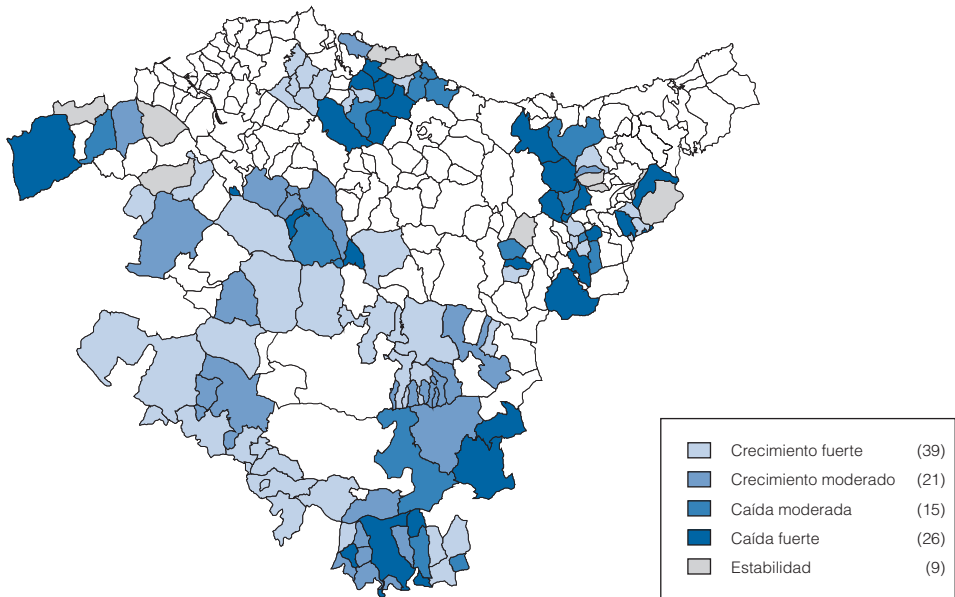 Crecimiento fuerte (39)
Crecimiento moderado (21)
Caída moderada (15)
Caída fuerte (26)
Estabilidad (9)